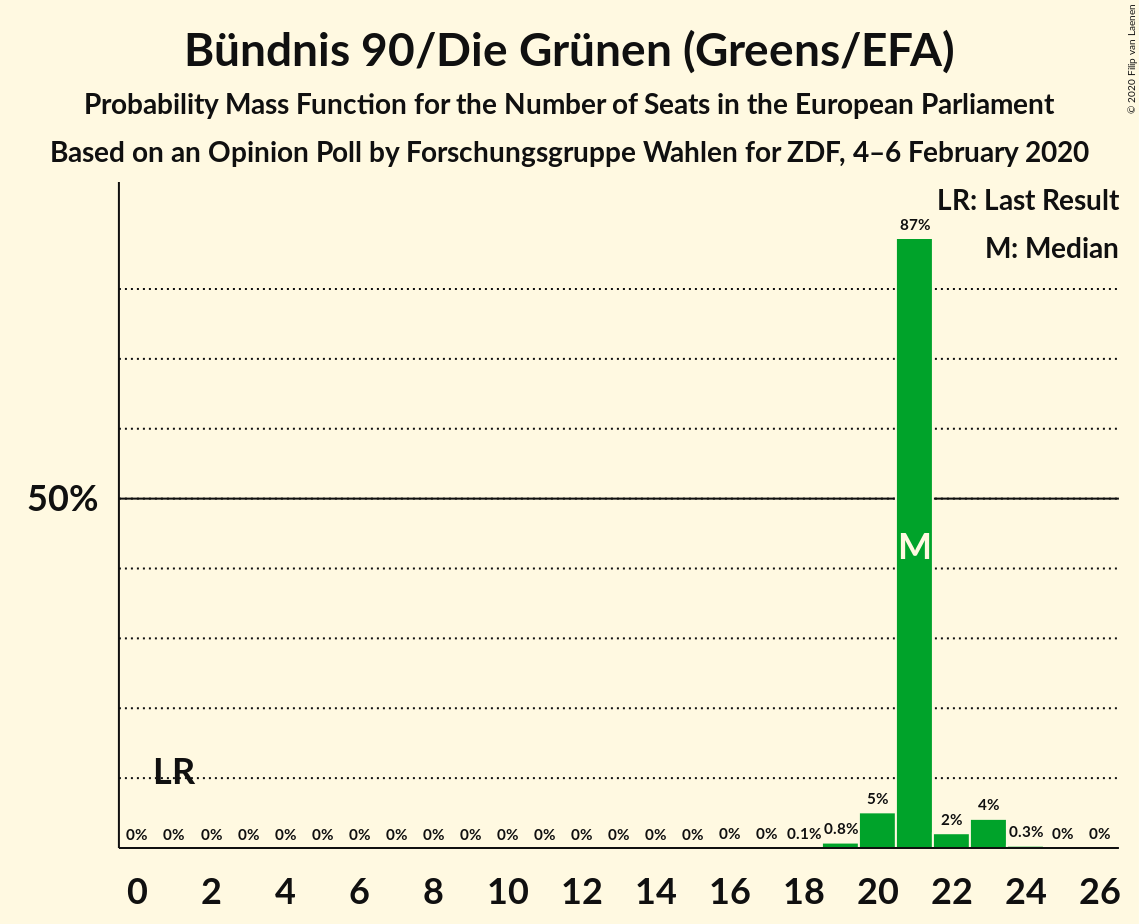 Bündnis 90/Die Grünen (Greens/EFA)
Probability Mass Function for the Number of Seats in the European Parliament
Based on an Opinion Poll by Forschungsgruppe Wahlen for ZDF, 4–6 February 2020
© 2020 Filip van Laenen
LR: Last Result
M: Median
87%
50%
M
LR
0% 0% 0% 0% 0% 0% 0% 0% 0% 0% 0% 0% 0% 0% 0% 0% 0% 0% 0.1% 0.8% 5% 2% 4% 0.3% 0% 0%
0 2 4 6 8 10 12 14 16 18 20 22 24 26